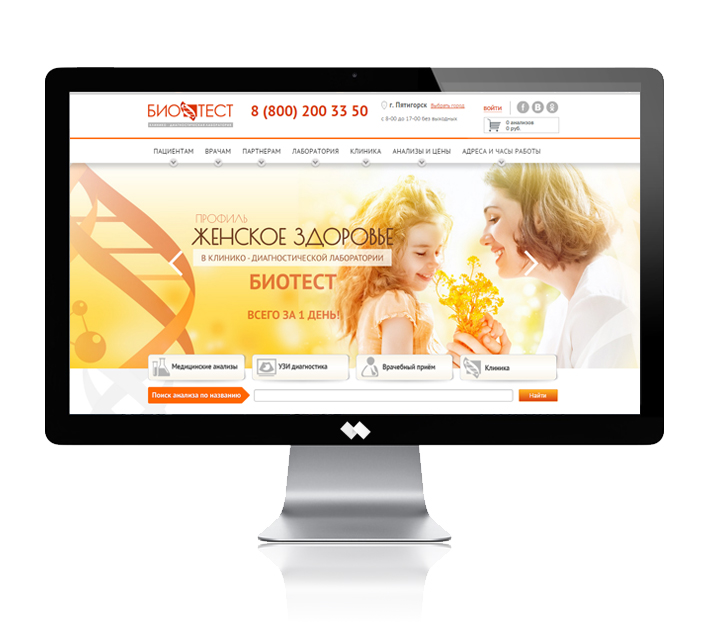 БИОТЕСТ
8 (800) 200 33 50
г. Пятигорск Выбрать город
с 8-00 до 17-00 без выходных
ВОЙТИ
0 анализов
0 руб.
ПАЦИЕНТАМ ВРАЧАМ ПАРТНЕРАМ ЛАБОРАТОРИЯ КЛИНИКА АНАЛИЗЫ И ЦЕНЫ АДРЕСА И ЧАСЫ РАБОТЫ
ПРОФИЛЬ
ЖЕНСКОЕ ЗДОРОВЬЕ
В КЛИНИКО - ДИАГНОСТИЧЕСКОЙ ЛАБОРАТОРИИ
БИОТЕСТ
ВСЕГО ЗА 1 ДЕНЬ!
Медицинские анализы УЗИ диагностика Врачебный приём Клиника
Поиск анализа по названию Найти